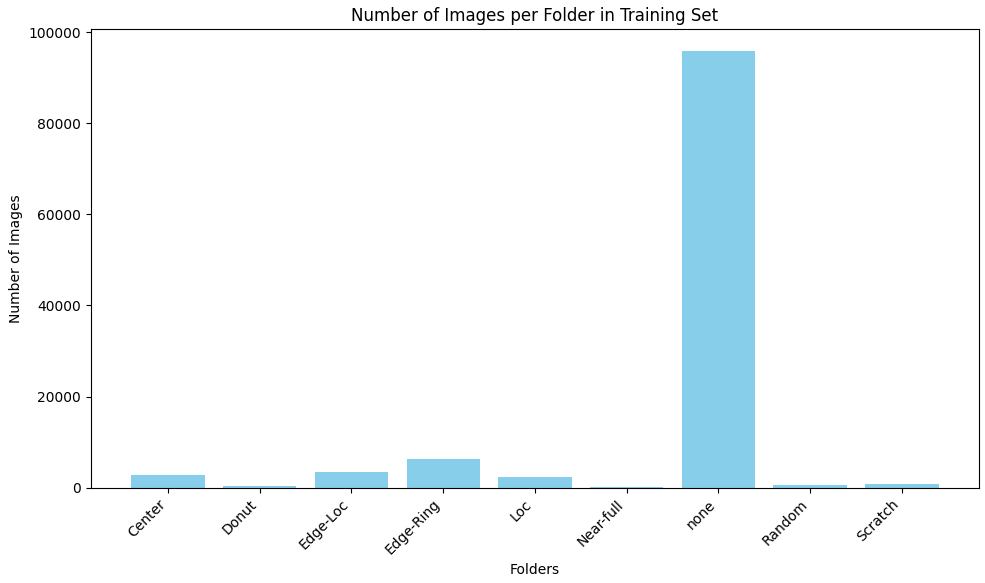 Number of Images per Folder in Training Set
Number of Images
100000
80000
60000
40000
20000
0
Center
Donut
Edge-Loc
Edge-Ring
Loc
Near-full
none
Random
Scratch
Folders